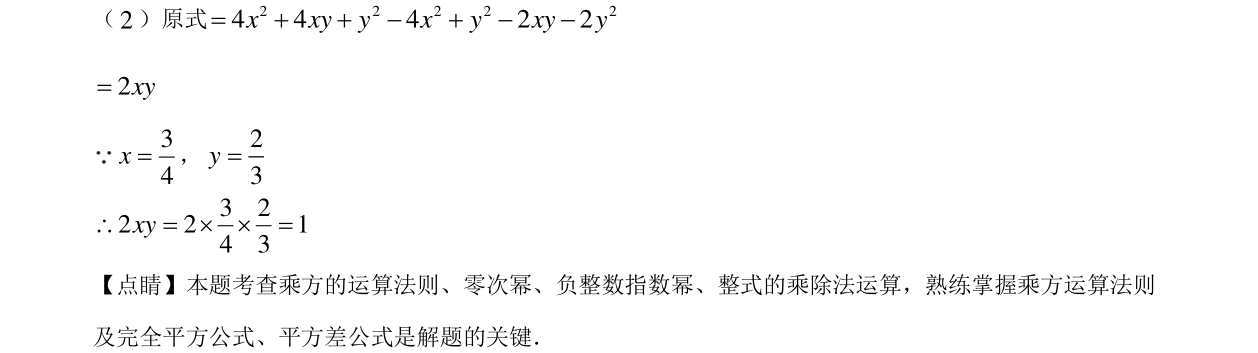 （2）原式=4x²+4xy+y²−4x²+y²−2xy−2y²
=2xy
∵x=3/4，y=2/3
∴2xy=2×3/4×2/3=1
【点睛】本题考查乘方的运算法则、零次幂、负整数指数幂、整式的乘除法运算，熟练掌握乘方运算法则
及完全平方公式、平方差公式是解题的关键．